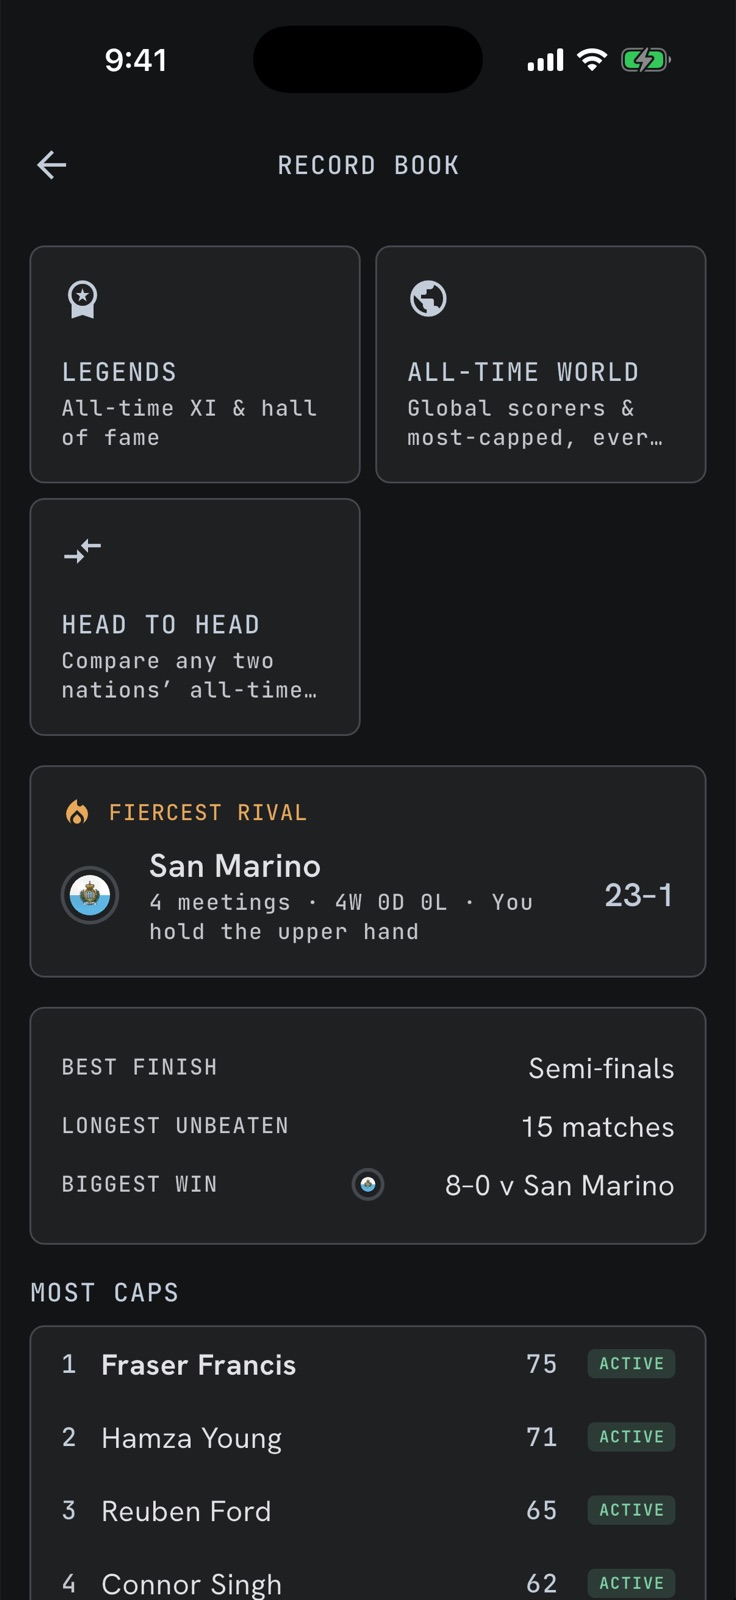 9:41
RECORD BOOK
LEGENDS
All-time XI & hall
of fame
ALL-TIME WORLD
Global scorers &
most-capped, ever…
HEAD TO HEAD
Compare any two
nations’ all-time…
FIERCEST RIVAL
San Marino
4 meetings · 4W 0D 0L · You
hold the upper hand
23–1
BEST FINISH Semi-finals
LONGEST UNBEATEN 15 matches
BIGGEST WIN 8–0 v San Marino
MOST CAPS
1 Fraser Francis 75 ACTIVE
2 Hamza Young 71 ACTIVE
3 Reuben Ford 65 ACTIVE
4 Connor Singh 62 ACTIVE